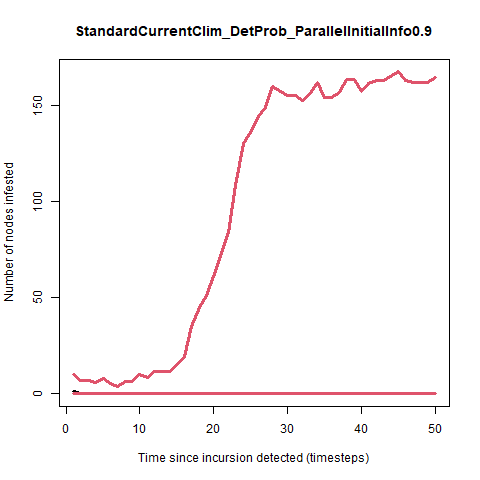 StandardCurrentClim_DetProb_ParallelInitialInfo0.9
Number of nodes infested
150
100
50
0
0 10 20 30 40 50
Time since incursion detected (timesteps)